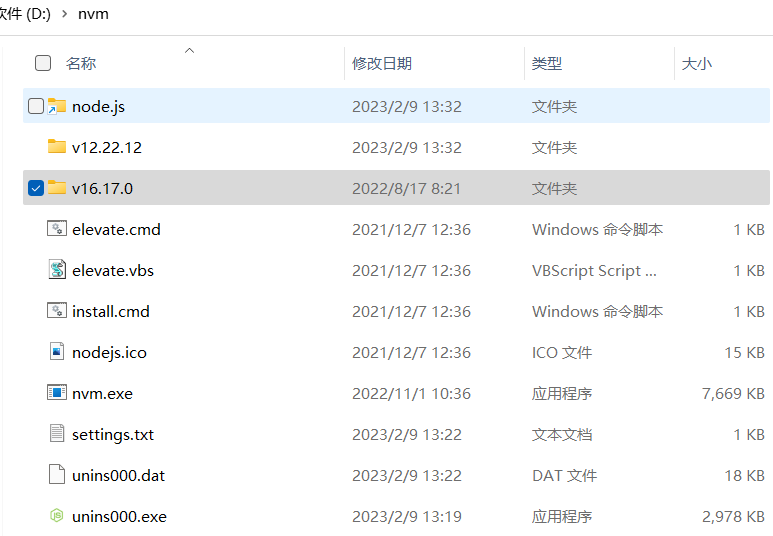 软件 (D:) > nvm
名称 修改日期 类型 大小
node.js 2023/2/9 13:32 文件夹
v12.22.12 2023/2/9 13:32 文件夹
v16.17.0 2022/8/17 8:21 文件夹
elevate.cmd 2021/12/7 12:36 Windows 命令脚本 1 KB
elevate.vbs 2021/12/7 12:36 VBScript Script ... 1 KB
install.cmd 2021/12/7 12:36 Windows 命令脚本 1 KB
nodejs.ico 2021/12/7 12:36 ICO 文件 15 KB
nvm.exe 2022/11/1 10:36 应用程序 7,669 KB
settings.txt 2023/2/9 13:22 文本文档 1 KB
unins000.dat 2023/2/9 13:22 DAT 文件 18 KB
unins000.exe 2023/2/9 13:19 应用程序 2,978 KB